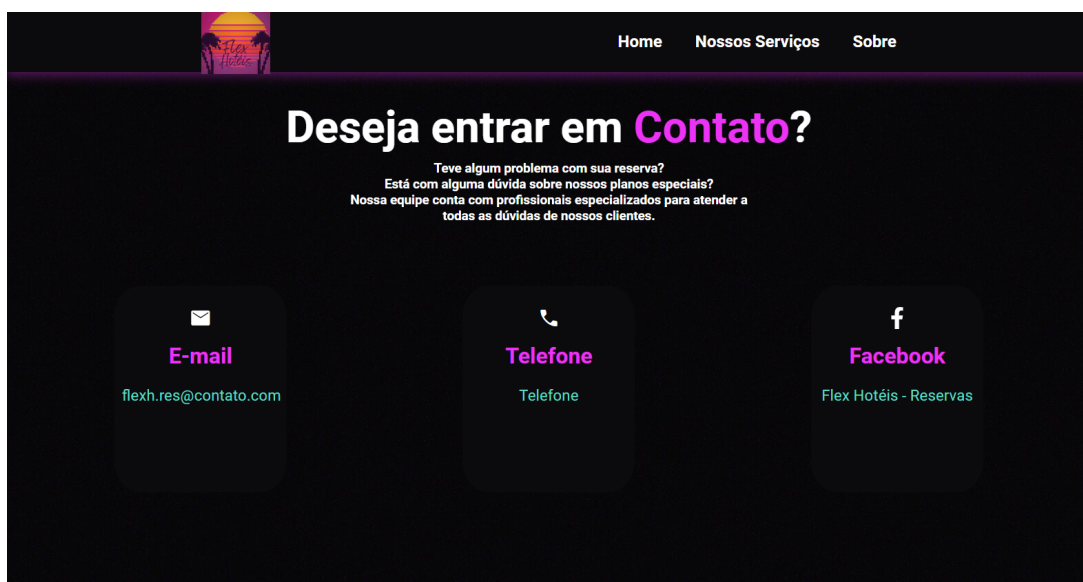 Flex
Hotéis
Home Nossos Serviços Sobre
Deseja entrar em Contato?
Teve algum problema com sua reserva?
Está com alguma dúvida sobre nossos planos especiais?
Nossa equipe conta com profissionais especializados para atender a
todas as dúvidas de nossos clientes.
E-mail
flexh.res@contato.com
Telefone
Telefone
Facebook
Flex Hotéis - Reservas